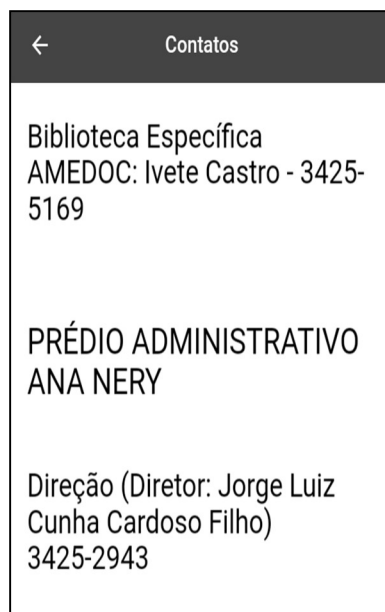 Contatos
Biblioteca Específica
AMEDOC: Ivete Castro - 3425-
5169
PRÉDIO ADMINISTRATIVO
ANA NERY
Direção (Diretor: Jorge Luiz
Cunha Cardoso Filho)
3425-2943